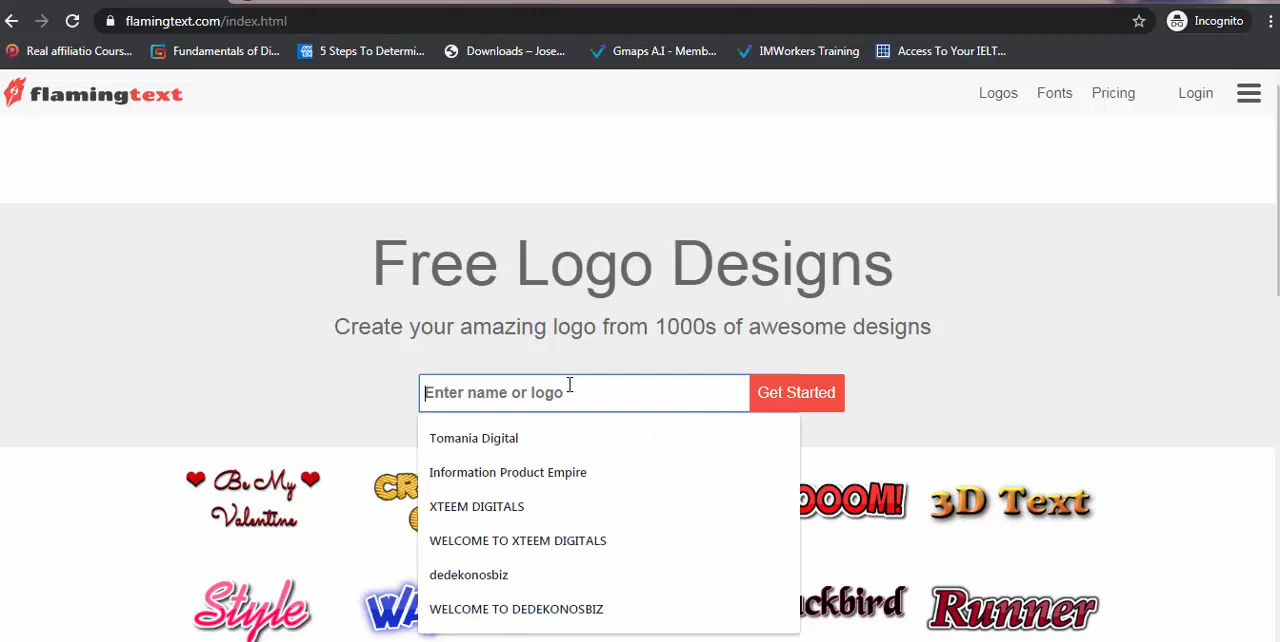 flamingtext.com/index.html
Incognito
Real affiliatio Cours...
Fundamentals of Di...
5 Steps To Determi...
Downloads – Jose...
Gmaps A.I - Memb...
IMWorkers Training
Access To Your IELT...
flamingtext
Logos
Fonts
Pricing
Login
Free Logo Designs
Create your amazing logo from 1000s of awesome designs
Enter name or logo
Get Started
Tomania Digital
Information Product Empire
XTEEM DIGITALS
WELCOME TO XTEEM DIGITALS
dedekonosbiz
WELCOME TO DEDEKONOSBIZ
Be My
Valentine
CR
OOM!
3D Text
Style
WA
ckbird
Runner